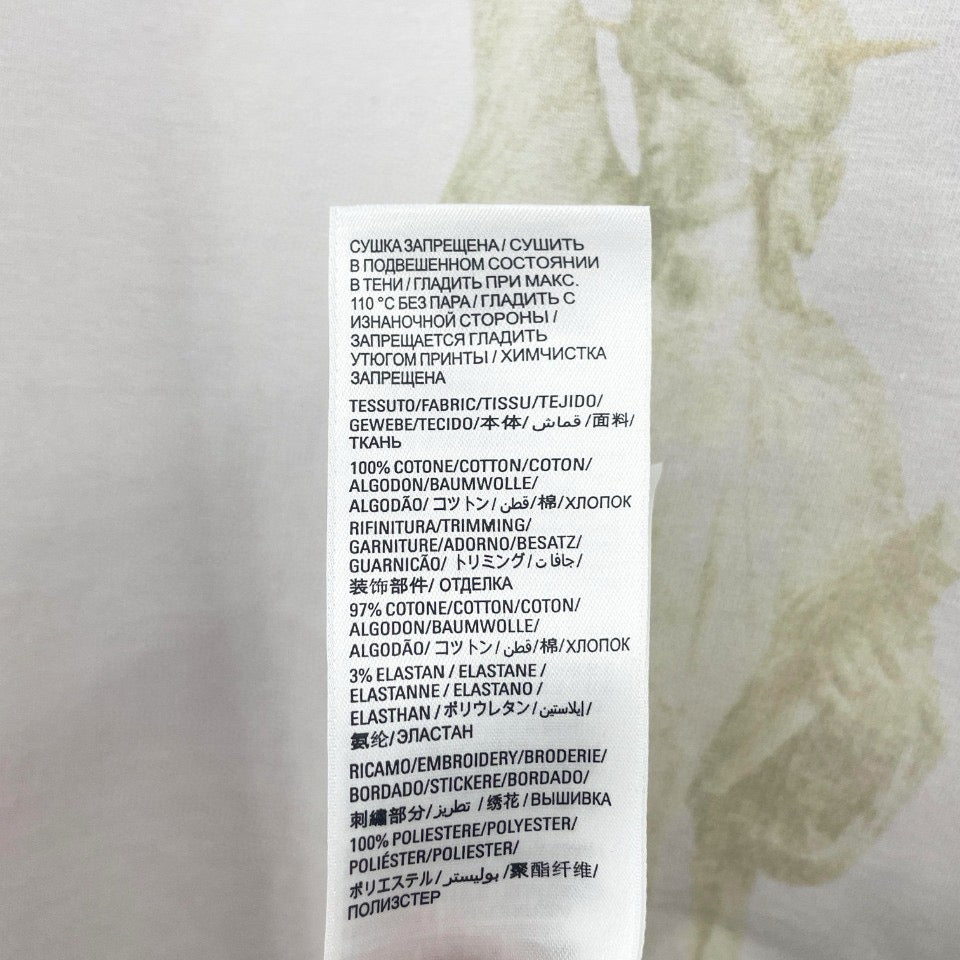 СУШКА ЗАПРЕЩЕНА / СУШИТЬ
В ПОДВЕШЕННОМ СОСТОЯНИИ
В ТЕНИ / ГЛАДИТЬ ПРИ МАКС.
110 °C БЕЗ ПАРА / ГЛАДИТЬ С
ИЗНАНОЧНОЙ СТОРОНЫ /
ЗАПРЕЩАЕТСЯ ГЛАДИТЬ
УТЮГОМ ПРИНТЫ / ХИМЧИСТКА
ЗАПРЕЩЕНА
TESSUTO/FABRIC/TISSU/TEJIDO/
GEWEBE/TECIDO/本体/ قماش /面料/
ТКАНЬ
100% COTONE/COTTON/COTON/
ALGODON/BAUMWOLLE/
ALGODÃO/ コットン/ قطن/棉/ХЛОПОК
RIFINITURA/TRIMMING/
GARNITURE/ADORNO/BESATZ/
GUARNICÃO/ トリミング/ جافات/
装饰部件/ ОТДЕЛКА
97% COTONE/COTTON/COTON/
ALGODON/BAUMWOLLE/
ALGODÃO/ コットン/ قطن/棉/ХЛОПОК
3% ELASTAN / ELASTANE /
ELASTANNE / ELASTANO /
ELASTHAN / ポリウレタン/ إيلاستين/
氨纶/ЭЛАСТАН
RICAMO/EMBROIDERY/BRODERIE/
BORDADO/STICKERE/BORDADO/
刺繍部分/ تطريز /绣花/ВЫШИВКА
100% POLIESTERE/POLYESTER/
POLIÉSTER/POLIESTER/
ポリエステル/ بوليستر /聚酯纤维/
ПОЛИЗСТЕР